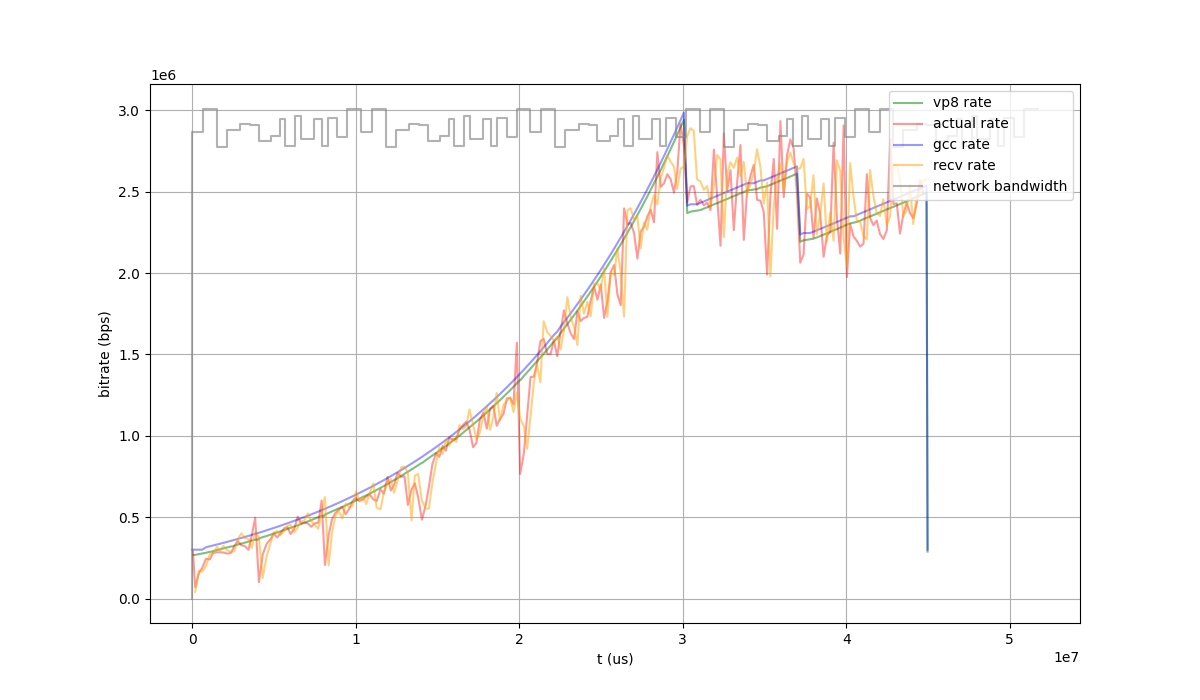 1e6
3.0
2.5
2.0
1.5
1.0
0.5
0.0
bitrate (bps)
vp8 rate
actual rate
gcc rate
recv rate
network bandwidth
0 1 2 3 4 5
t (us)
1e7